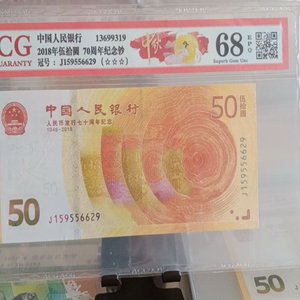 CG
GUARANTY
中国人民银行 13699319
2018年伍拾圆 70周年纪念钞
冠号: J159556629 (☆☆☆)
68 EPQ
Superb Gem Unc
中国人民银行
人民币发行七十周年纪念
1948-2018
50 伍拾圆
J159556629
50
J159556629
50